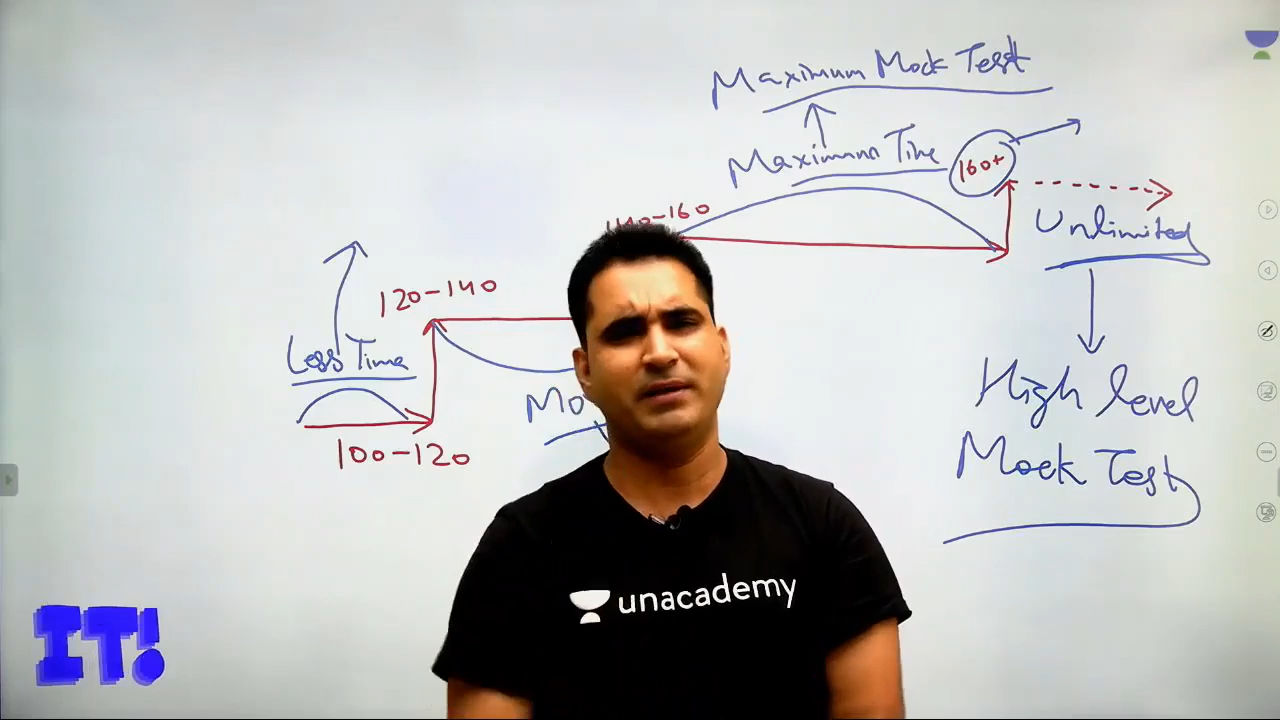 Maximum Mock Test
Maximum Time
160+
140-160
Unlimited
120-140
Less Time
Mo
100-120
High level
Mock Test
unacademy
IT!